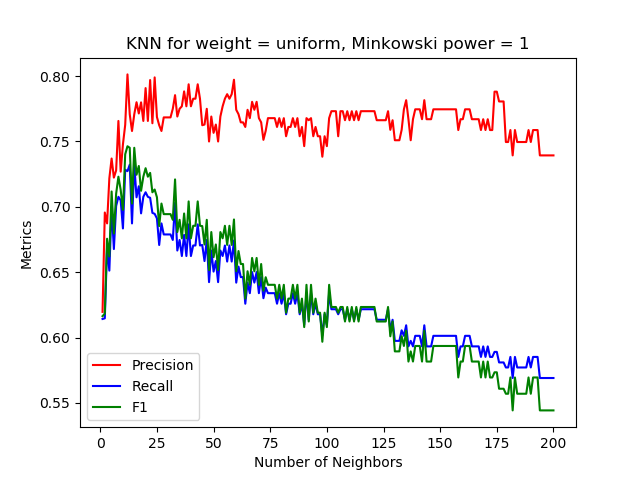 KNN for weight = uniform, Minkowski power = 1
0.80
0.75
0.70
0.65
0.60
0.55
Metrics
Precision
Recall
F1
0 25 50 75 100 125 150 175 200
Number of Neighbors